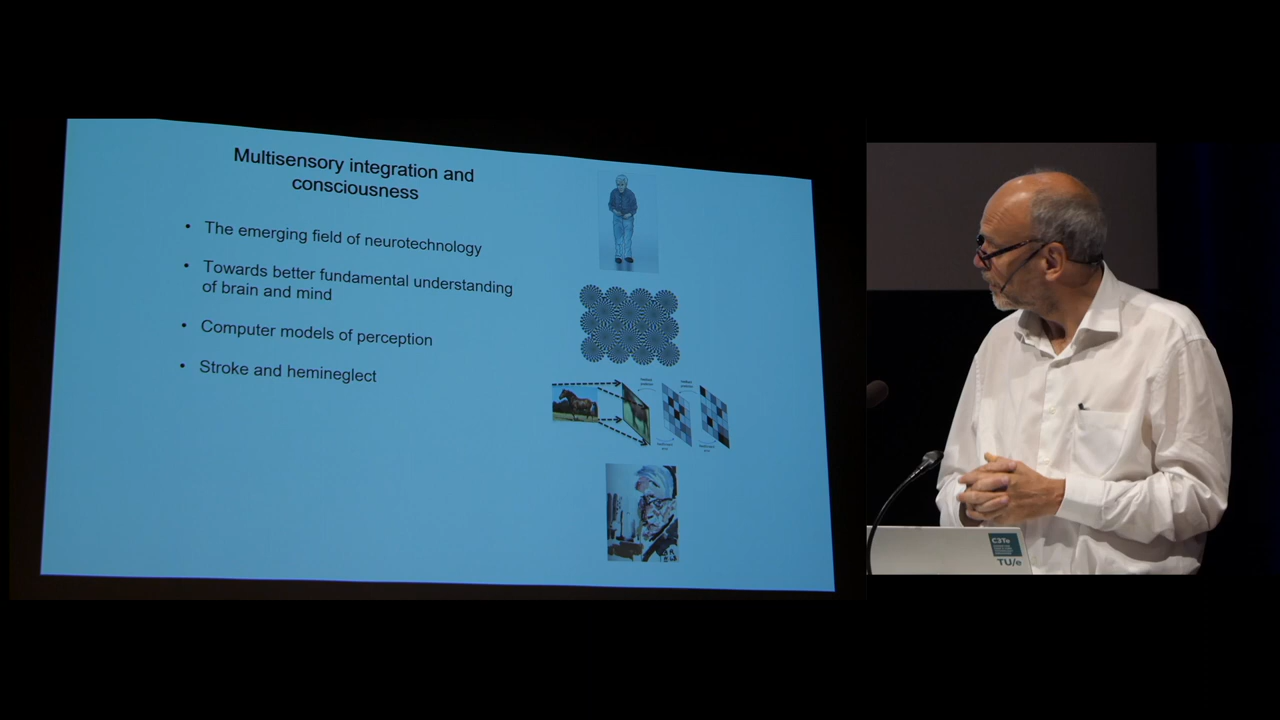 Multisensory integration and
consciousness
• The emerging field of neurotechnology
• Towards better fundamental understanding
of brain and mind
• Computer models of perception
• Stroke and hemineglect
C3Te
TU/e